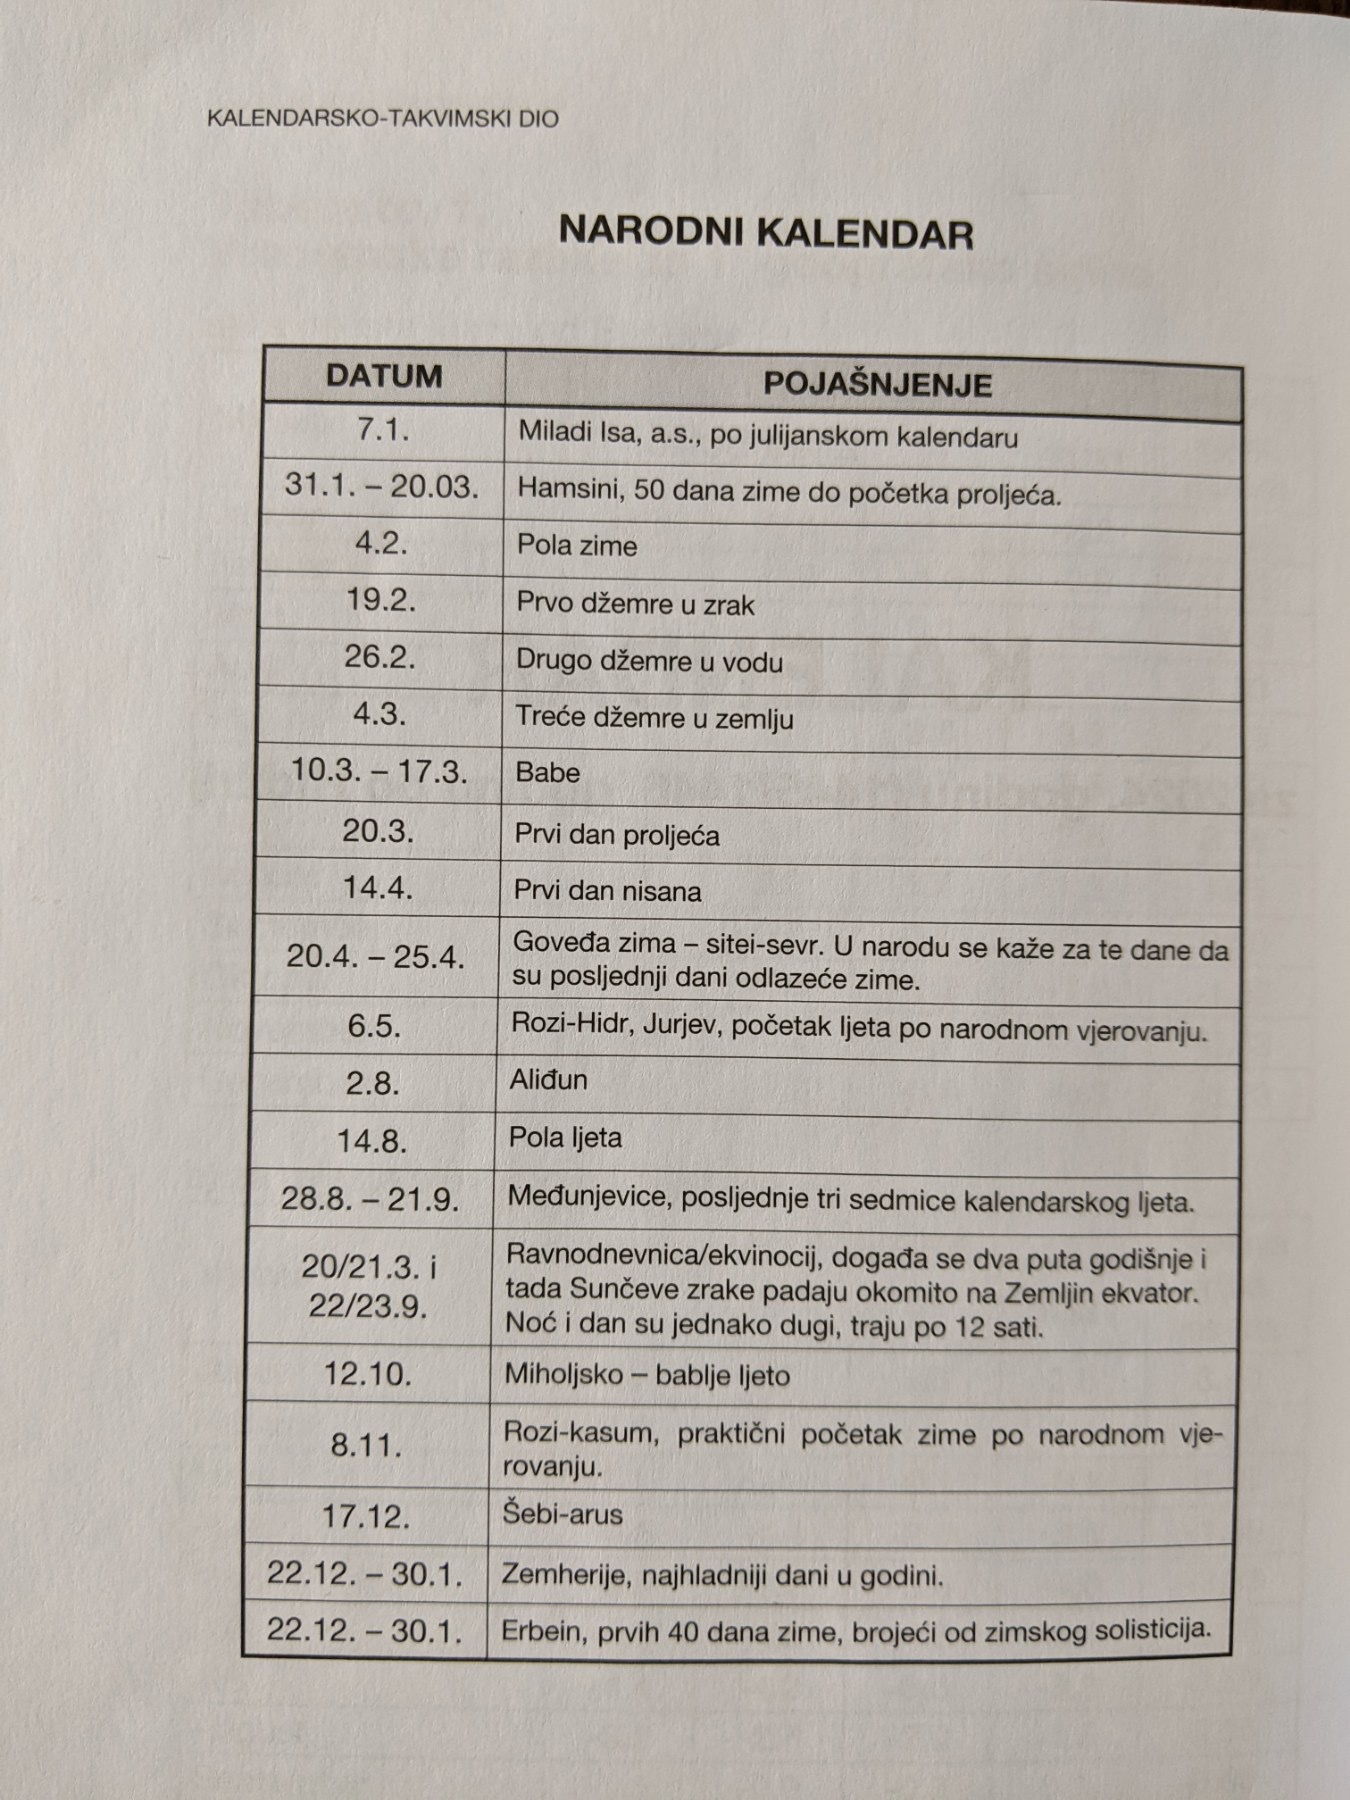 KALENDARSKO-TAKVIMSKI DIO
NARODNI KALENDAR
DATUM POJAŠNJENJE
7.1. Miladi Isa, a.s., po julijanskom kalendaru
31.1. – 20.03. Hamsini, 50 dana zime do početka proljeća.
4.2. Pola zime
19.2. Prvo džemre u zrak
26.2. Drugo džemre u vodu
4.3. Treće džemre u zemlju
10.3. – 17.3. Babe
20.3. Prvi dan proljeća
14.4. Prvi dan nisana
20.4. – 25.4. Goveđa zima – sitei-sevr. U narodu se kaže za te dane da
su posljednji dani odlazeće zime.
6.5. Rozi-Hidr, Jurjev, početak ljeta po narodnom vjerovanju.
2.8. Aliđun
14.8. Pola ljeta
28.8. – 21.9. Međunjevice, posljednje tri sedmice kalendarskog ljeta.
20/21.3. i
22/23.9.
Ravnodnevnica/ekvinocij, događa se dva puta godišnje i
tada Sunčeve zrake padaju okomito na Zemljin ekvator.
Noć i dan su jednako dugi, traju po 12 sati.
12.10. Miholjsko – bablje ljeto
8.11. Rozi-kasum, praktični početak zime po narodnom vje-
rovanju.
17.12. Šebi-arus
22.12. – 30.1. Zemherije, najhladniji dani u godini.
22.12. – 30.1. Erbein, prvih 40 dana zime, brojeći od zimskog solisticija.